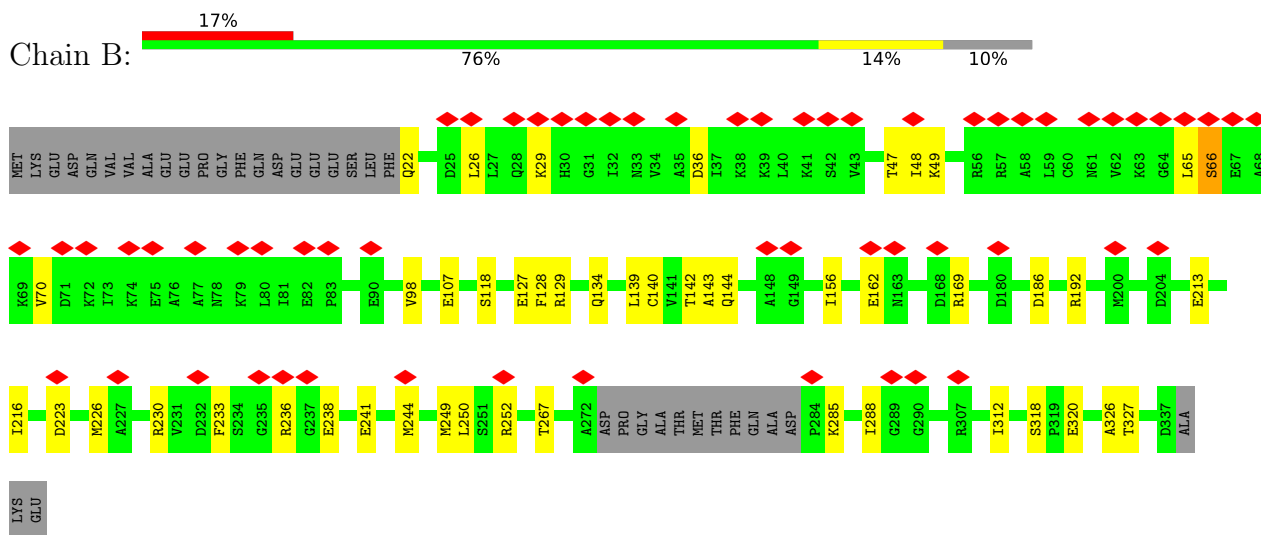 17%
Chain B:
76% 14% 10%
MET LYS GLU ASP GLN VAL VAL ALA GLU GLU PRO GLY PHE GLN ASP GLU GLU GLU SER LEU PHE Q22 D25 L26 L27 Q28 K29 H30 G31 I32 N33 V34 A35 D36 I37 K38 K39 L40 K41 S42 V43 T47 I48 K49 R56 R57 A58 L59 C60 N61 V62 K63 G64 L65 S66 E67 A68
K69 V70 D71 K72 I73 K74 E75 A76 A77 N78 K79 L80 I81 E82 P83 E90 V98 E107 S118 E127 F128 R129 Q134 L139 C140 V141 T142 A143 Q144 A148 G149 I156 E162 N163 D168 R169 D180 D186 R192 M200 D204 E213
I216 D223 M226 A227 R230 V231 D232 F233 S234 G235 R236 G237 E238 E241 M244 M249 L250 S251 R252 T267 A272 ASP PRO GLY ALA THR MET THR PHE GLN ALA ASP P284 K285 I288 G289 G290 R307 I312 S318 P319 E320 A326 T327 D337 ALA
LYS GLU